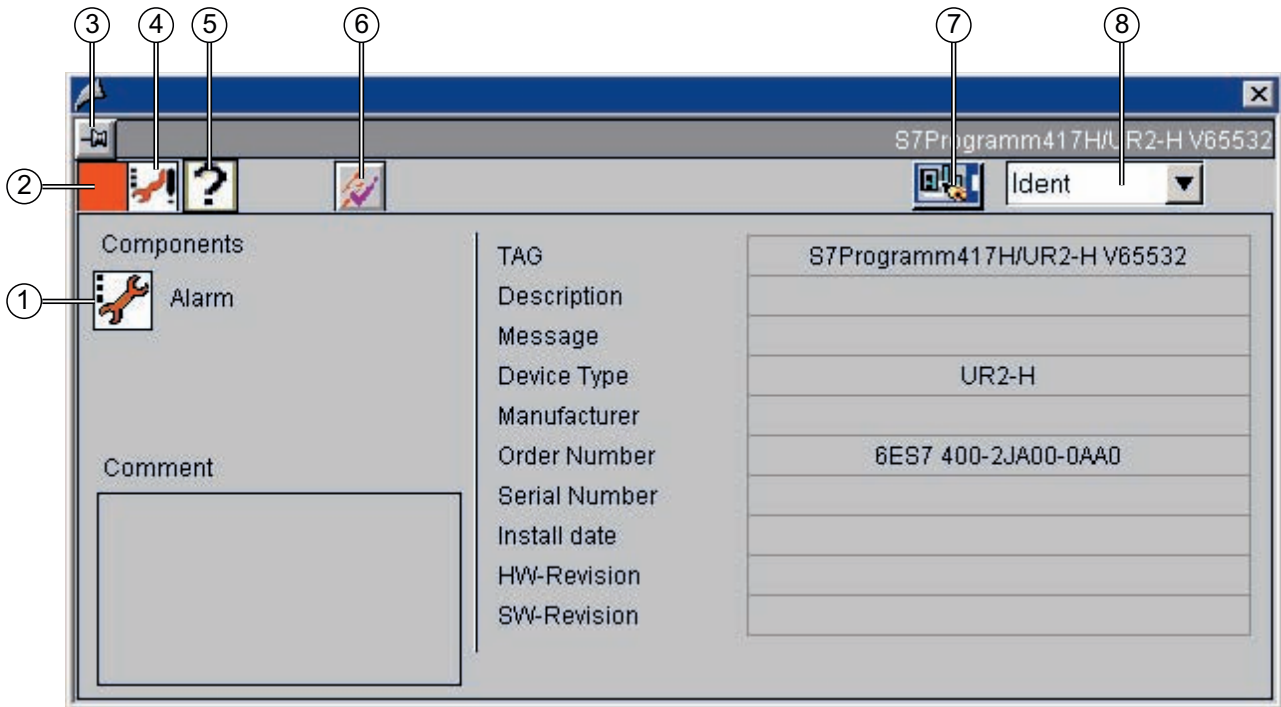 3 4 5 6 7 8
S7Programm417H/UR2-H V65532
2 ? Ident
Components
1 Alarm
Comment
TAG S7Programm417H/UR2-H V65532
Description
Message
Device Type UR2-H
Manufacturer
Order Number 6ES7 400-2JA00-0AA0
Serial Number
Install date
HW-Revision
SW-Revision